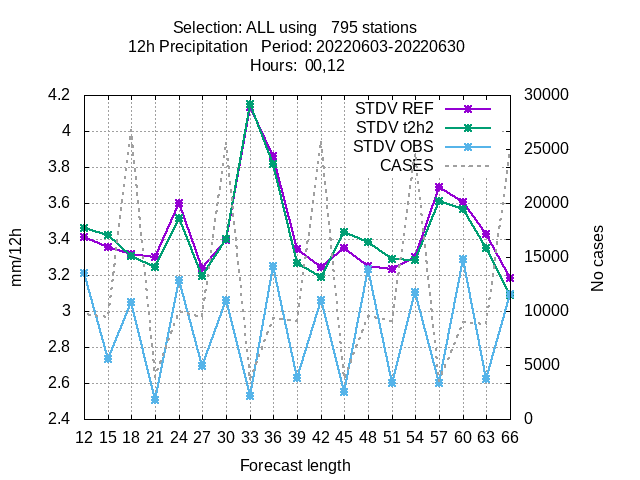 Selection: ALL using   795 stations
12h Precipitation   Period: 20220603-20220630
Hours:  00,12
4.2
4
3.8
3.6
3.4
3.2
3
2.8
2.6
2.4
mm/12h
30000
25000
20000
15000
10000
5000
0
No cases
STDV REF
STDV t2h2
STDV OBS
CASES
12 15 18 21 24 27 30 33 36 39 42 45 48 51 54 57 60 63 66
Forecast length